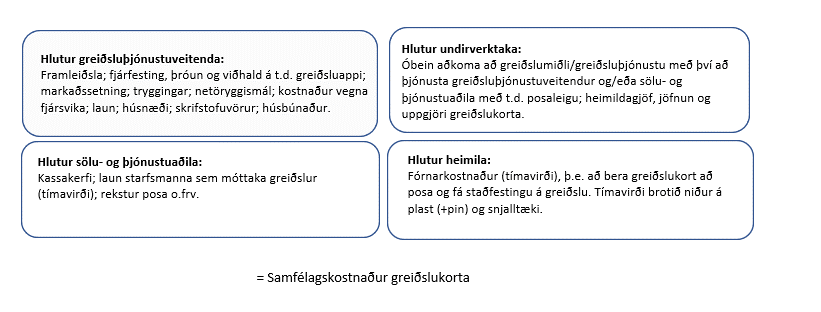 Hlutur greiðsluþjónustuveitenda:
Framleiðsla; fjárfesting, þróun og viðhald á t.d. greiðsluappi;
markaðssetning; tryggingar; netöryggismál; kostnaður vegna
fjársvika; laun; húsnæði; skrifstofuvörur; húsbúnaður.
Hlutur undirverktaka:
Óbein aðkoma að greiðslumiðli/greiðsluþjónustu með því að
þjónusta greiðsluþjónustuveitendur og/eða sölu- og
þjónustuaðila með t.d. posaleigu; heimildagjöf, jöfnun og
uppgjöri greiðslukorta.
Hlutur sölu- og þjónustuaðila:
Kassakerfi; laun starfsmanna sem móttaka greiðslur
(tímavirði); rekstur posa o.frv.
Hlutur heimila:
Fórnarkostnaður (tímavirði), þ.e. að bera greiðslukort að
posa og fá staðfestingu á greiðslu. Tímavirði brotið niður á
plast (+pin) og snjalltæki.
= Samfélagskostnaður greiðslukorta